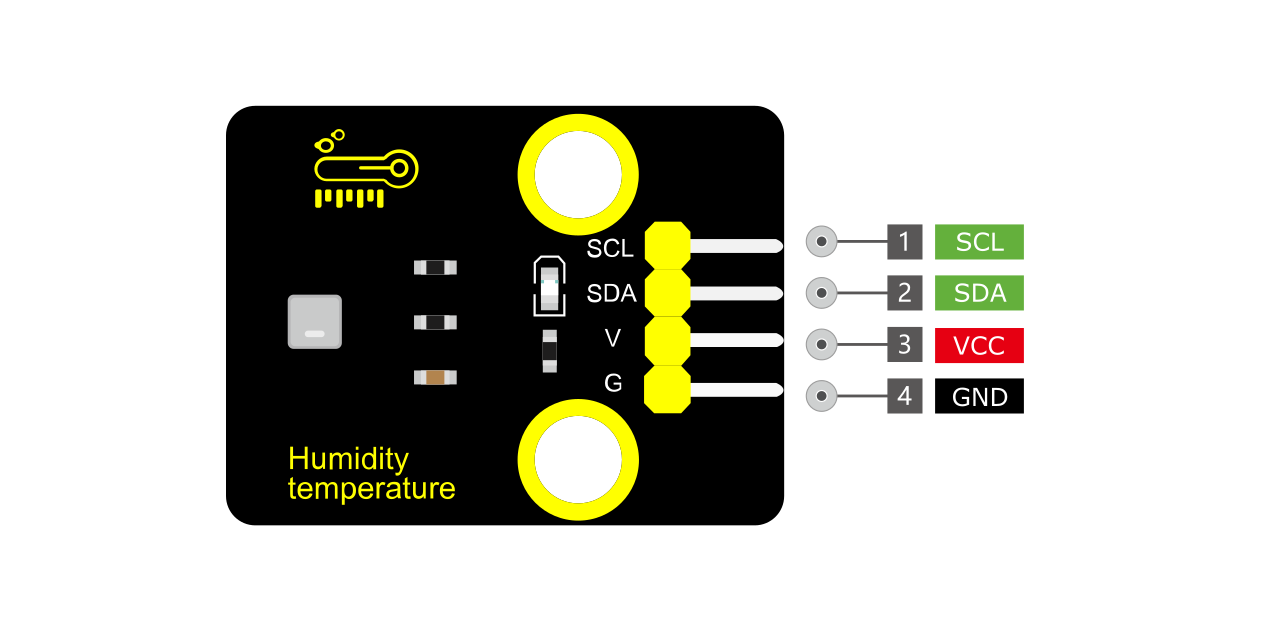 SCL
SDA
V
G
Humidity
temperature
1 SCL
2 SDA
3 VCC
4 GND